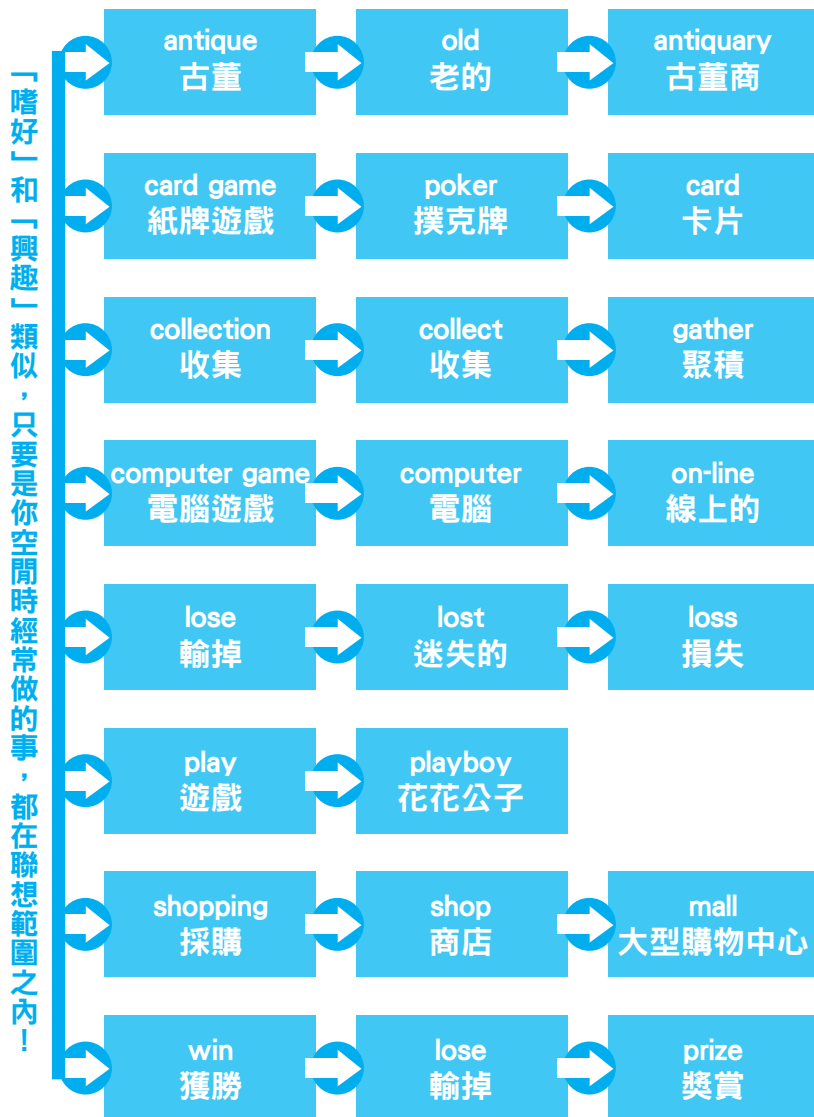 「嗜好」和「興趣」類似，只要是你空閒時經常做的事，都在聯想範圍之內！
antique
古董
old
老的
antiquary
古董商
card game
紙牌遊戲
poker
撲克牌
card
卡片
collection
收集
collect
收集
gather
聚積
computer game
電腦遊戲
computer
電腦
on-line
線上的
lose
輸掉
lost
迷失的
loss
損失
play
遊戲
playboy
花花公子
shopping
採購
shop
商店
mall
大型購物中心
win
獲勝
lose
輸掉
prize
獎賞